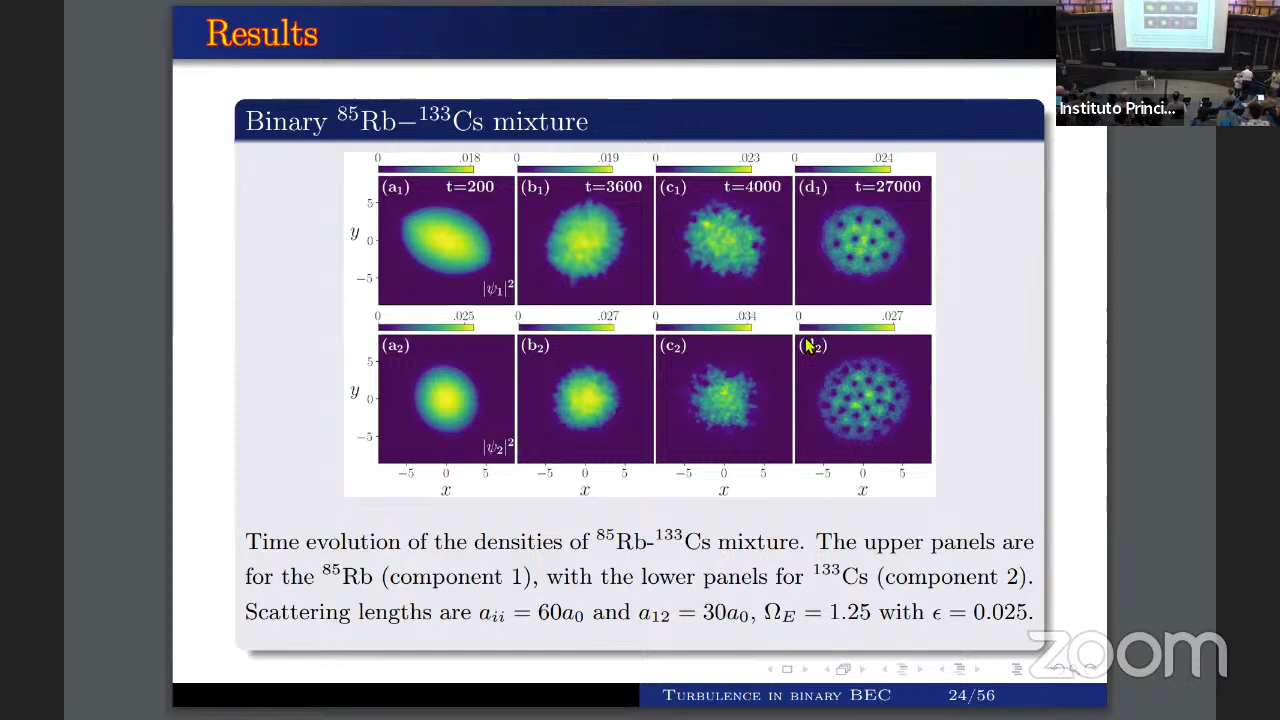 Results
Instituto Princi...
Binary ⁸⁵Rb−¹³³Cs mixture
0 .018 0 .019 0 .023 0 .024
(a₁) t=200 (b₁) t=3600 (c₁) t=4000 (d₁) t=27000
5
y 0
−5
|ψ₁|²
0 .025 0 .027 0 .034 0 .027
(a₂) (b₂) (c₂)
5
y 0
−5
|ψ₂|²
−5 0 5 −5 0 5 −5 0 5 −5 0 5
x x x x
Time evolution of the densities of ⁸⁵Rb-¹³³Cs mixture. The upper panels are
for the ⁸⁵Rb (component 1), with the lower panels for ¹³³Cs (component 2).
Scattering lengths are aᵢᵢ = 60a₀ and a₁₂ = 30a₀, Ω_E = 1.25 with ϵ = 0.025.
zoom
Turbulence in binary BEC 24/56